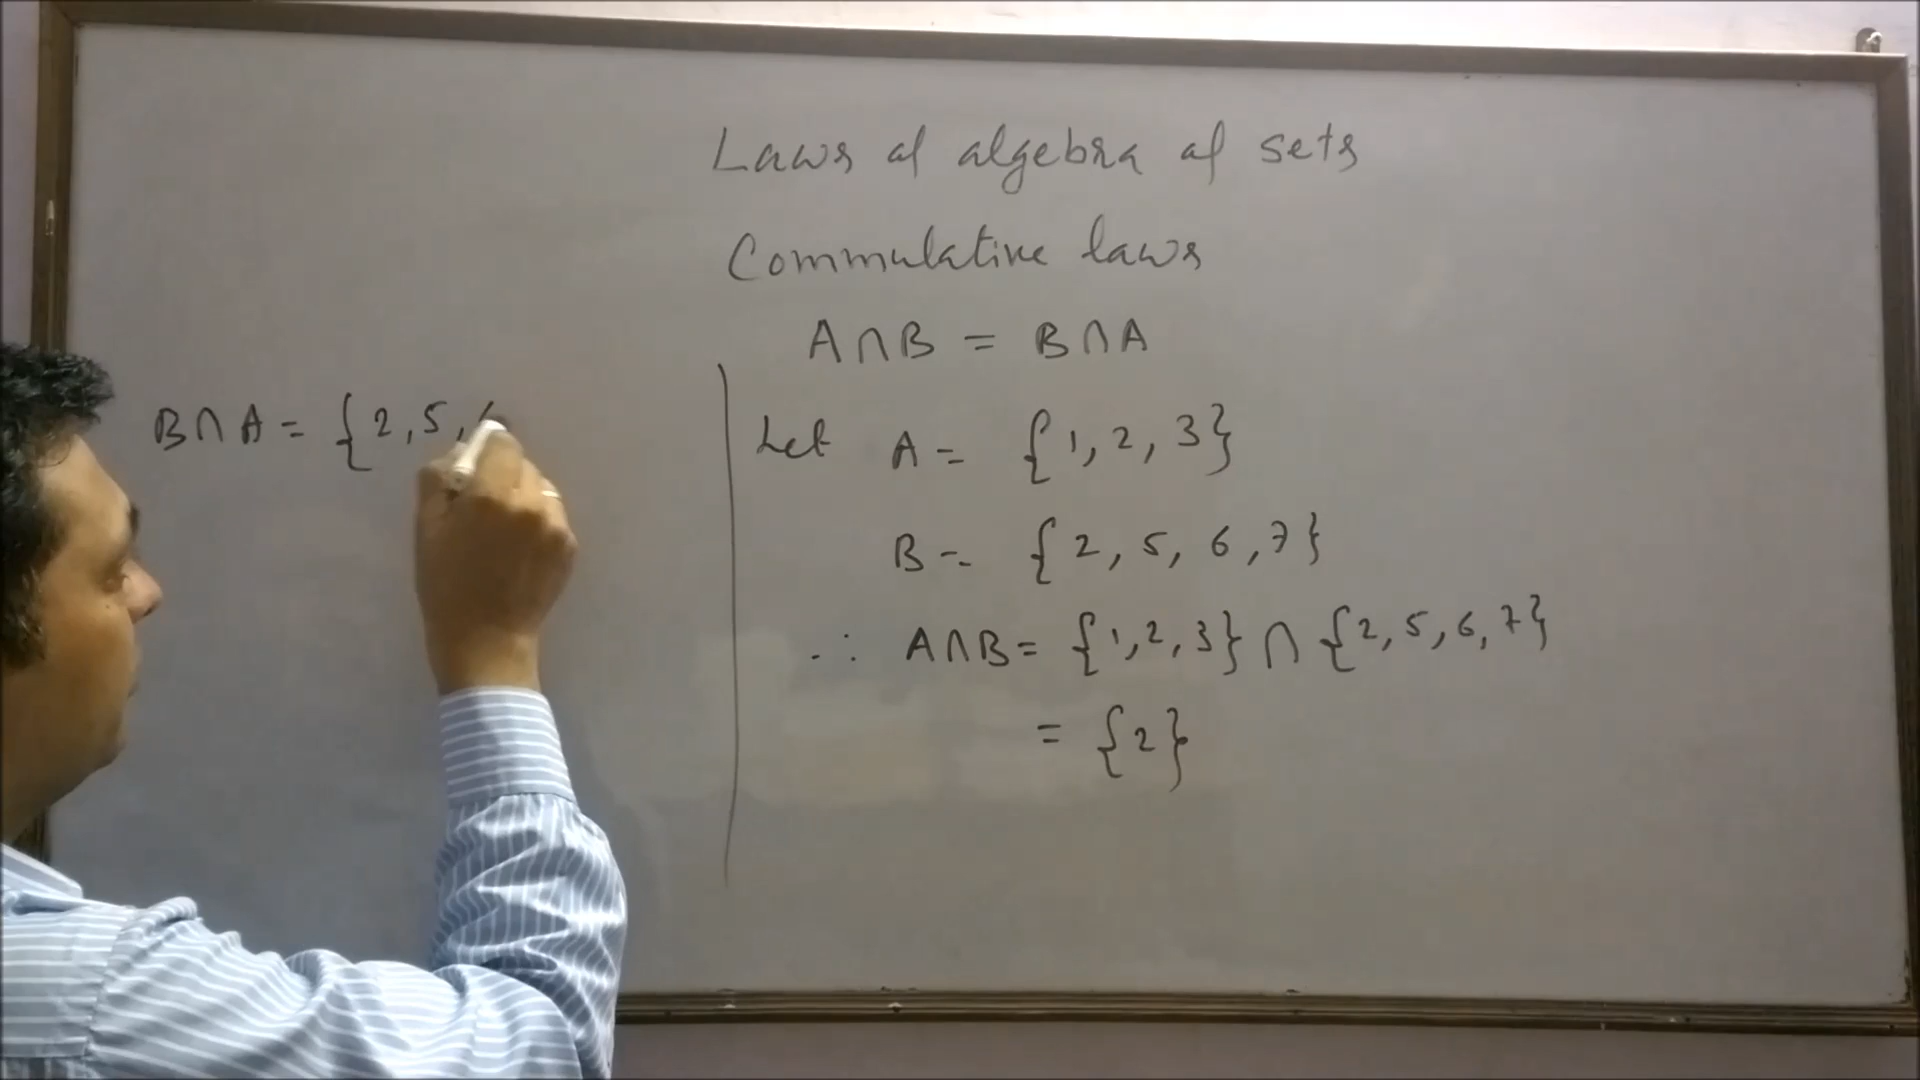 Laws of algebra of sets
Commutative laws
A∩B = B∩A
B∩A = {2,5,
Let A = {1, 2, 3}
B = {2, 5, 6, 7}
∴ A∩B = {1,2,3} ∩ {2,5,6,7}
= {2}